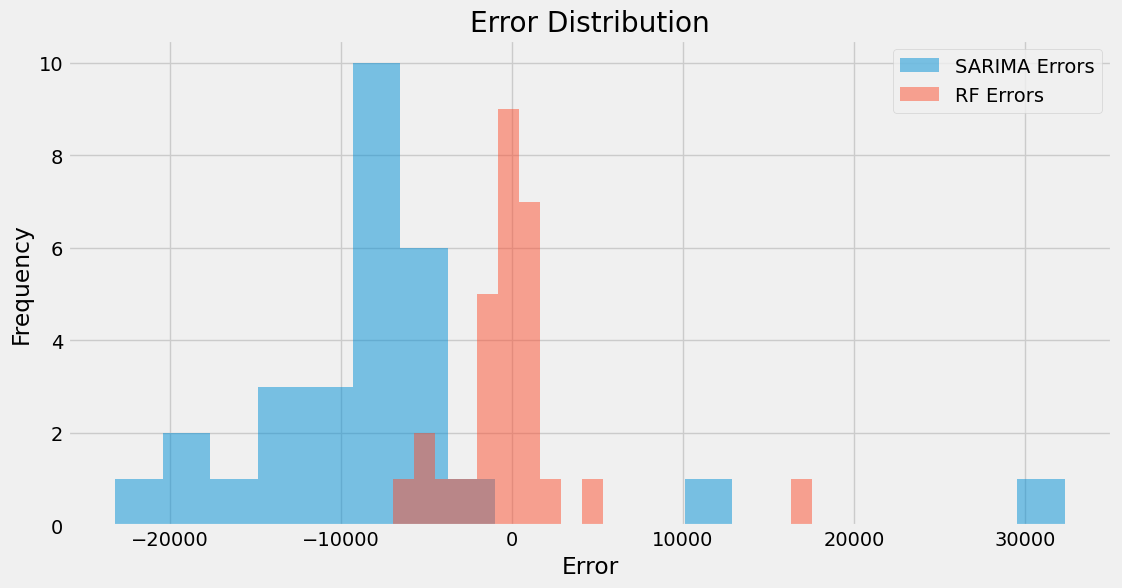 Error Distribution
SARIMA Errors
RF Errors
Frequency
10
8
6
4
2
0
−20000 −10000 0 10000 20000 30000
Error